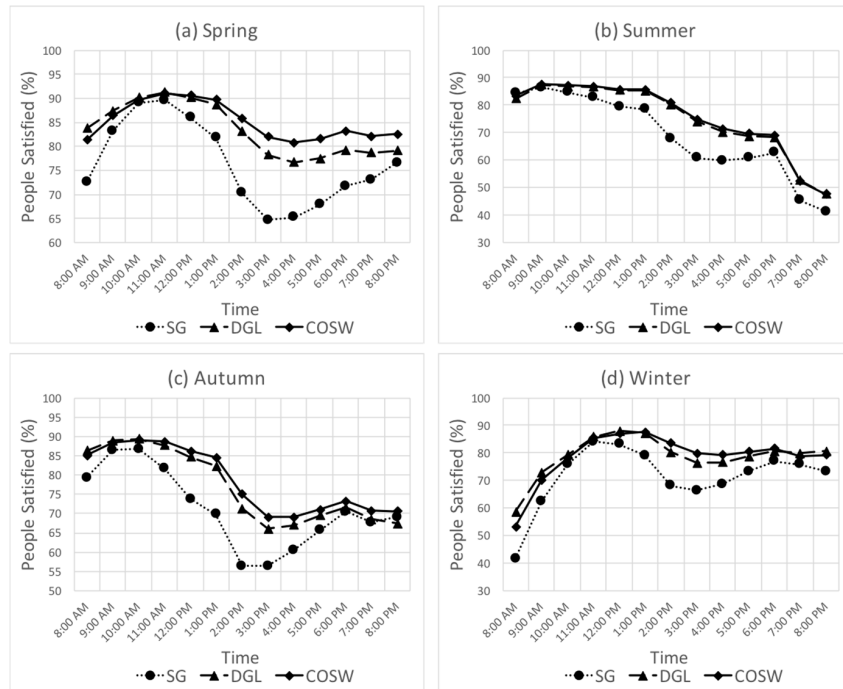 (a) Spring
People Satisfied (%)
100
95
90
85
80
75
70
65
60
8:00 AM
9:00 AM
10:00 AM
11:00 AM
12:00 PM
1:00 PM
2:00 PM
3:00 PM
4:00 PM
5:00 PM
6:00 PM
7:00 PM
8:00 PM
Time
SG DGL COSW
(b) Summer
People Satisfied (%)
100
90
80
70
60
50
40
30
8:00 AM
9:00 AM
10:00 AM
11:00 AM
12:00 PM
1:00 PM
2:00 PM
3:00 PM
4:00 PM
5:00 PM
6:00 PM
7:00 PM
8:00 PM
Time
SG DGL COSW
(c) Autumn
People Satisfied (%)
100
95
90
85
80
75
70
65
60
55
50
8:00 AM
9:00 AM
10:00 AM
11:00 AM
12:00 PM
1:00 PM
2:00 PM
3:00 PM
4:00 PM
5:00 PM
6:00 PM
7:00 PM
8:00 PM
Time
SG DGL COSW
(d) Winter
People Satisfied (%)
100
90
80
70
60
50
40
30
8:00 AM
9:00 AM
10:00 AM
11:00 AM
12:00 PM
1:00 PM
2:00 PM
3:00 PM
4:00 PM
5:00 PM
6:00 PM
7:00 PM
8:00 PM
Time
SG DGL COSW